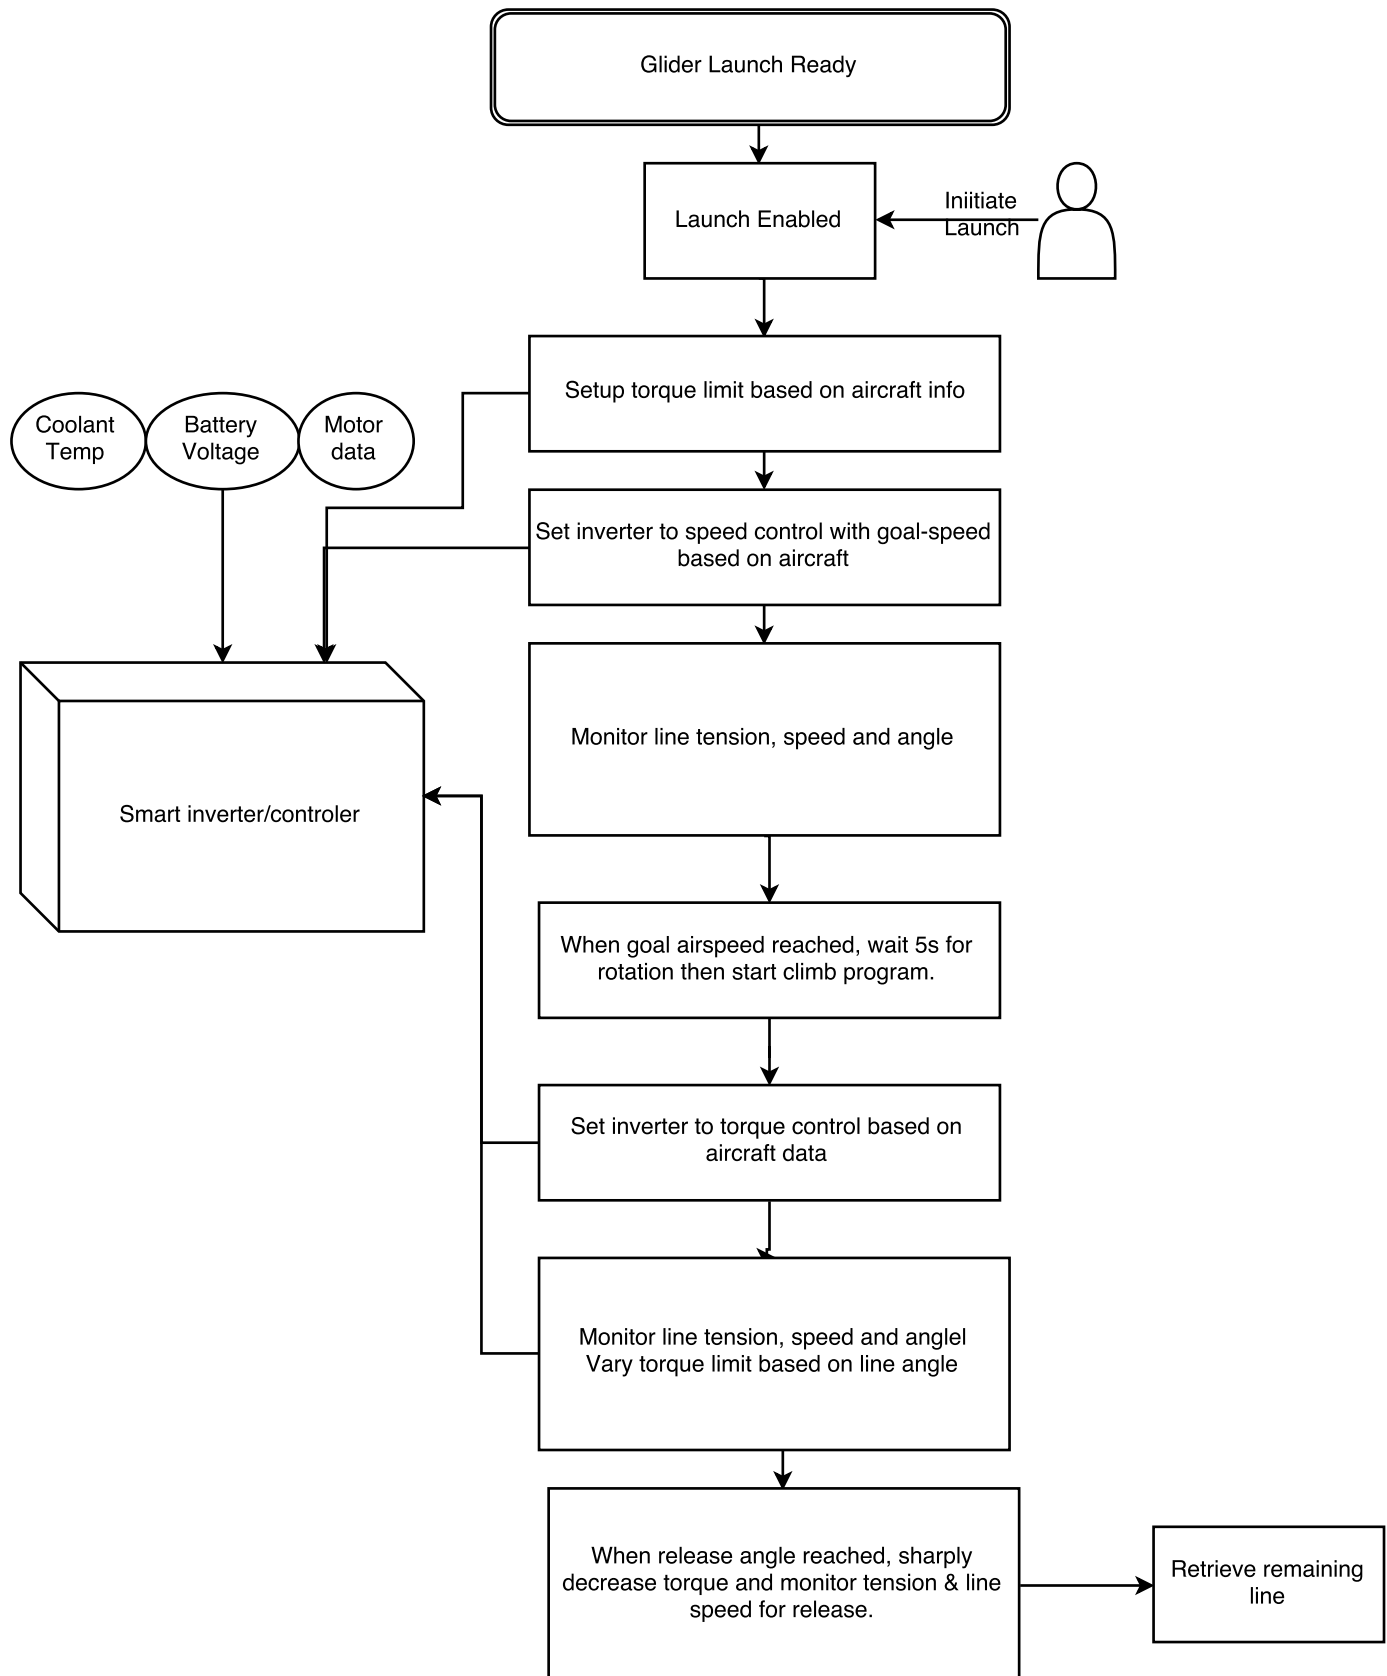 Glider Launch Ready
Launch Enabled
Iniitiate
Launch
Setup torque limit based on aircraft info
Coolant
Temp
Battery
Voltage
Motor
data
Set inverter to speed control with goal-speed
based on aircraft
Monitor line tension, speed and angle
Smart inverter/controler
When goal airspeed reached, wait 5s for
rotation then start climb program.
Set inverter to torque control based on
aircraft data
Monitor line tension, speed and anglel
Vary torque limit based on line angle
When release angle reached, sharply
decrease torque and monitor tension & line
speed for release.
Retrieve remaining
line